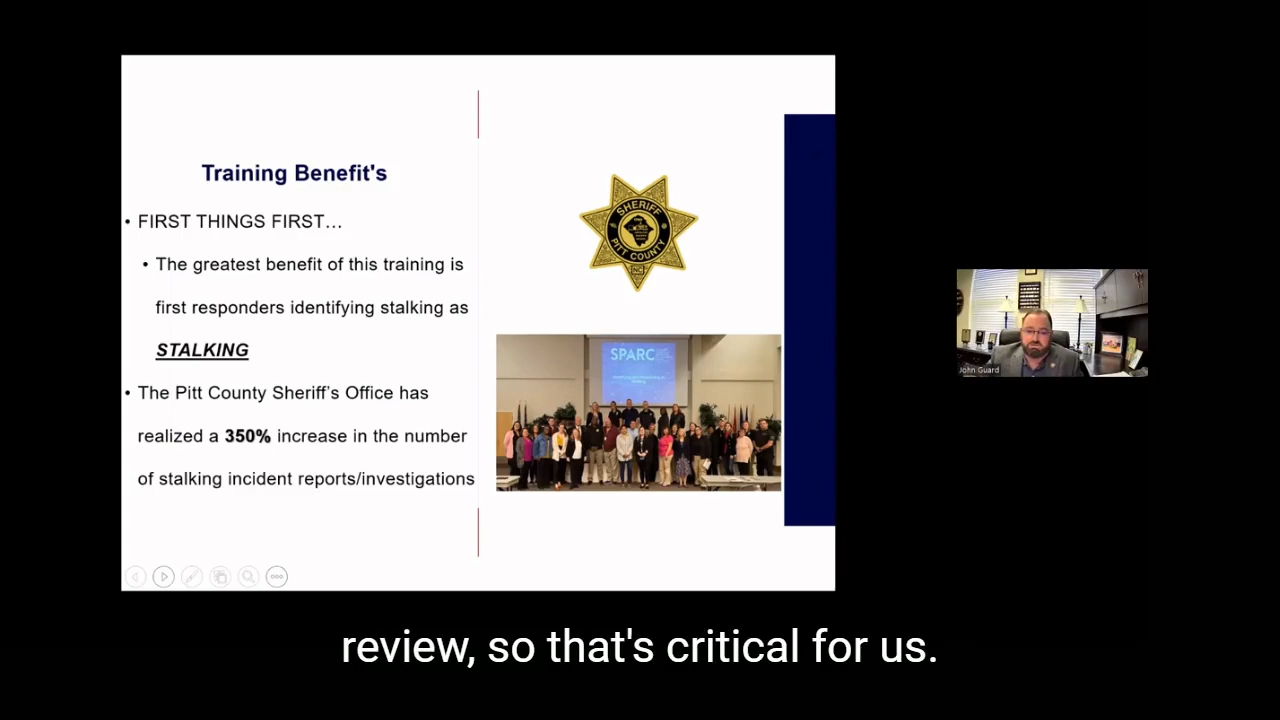 Training Benefit's
• FIRST THINGS FIRST...
• The greatest benefit of this training is
first responders identifying stalking as
STALKING
• The Pitt County Sheriff's Office has
realized a 350% increase in the number
of stalking incident reports/investigations
SHERIFF
PITT COUNTY
NC
SPARC
John Guard
review, so that's critical for us.